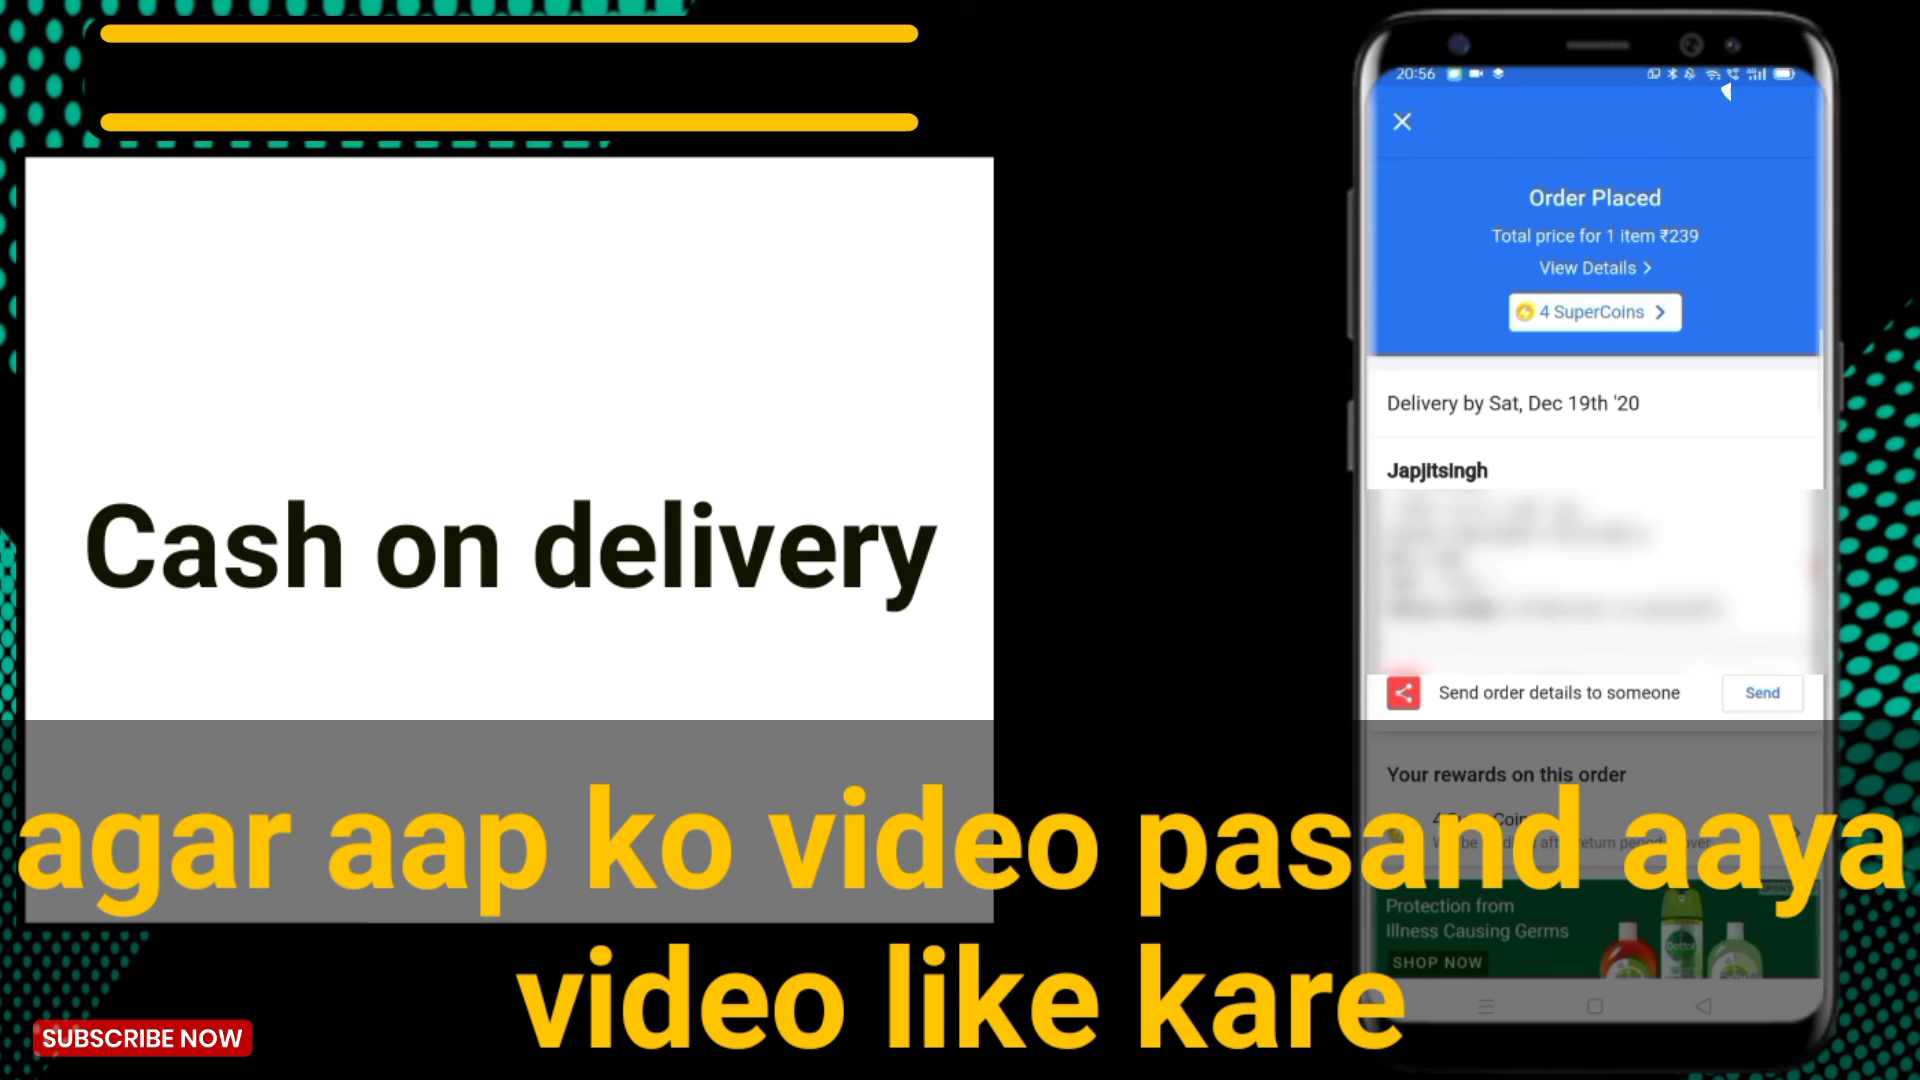 20:56
Order Placed
Total price for 1 item ₹239
View Details >
4 SuperCoins >
Delivery by Sat, Dec 19th '20
Japjitsingh
Cash on delivery
Send order details to someone
Send
Your rewards on this order
agar aap ko video pasand aaya
video like kare
Protection from
Illness Causing Germs
SHOP NOW
Dettol
SUBSCRIBE NOW